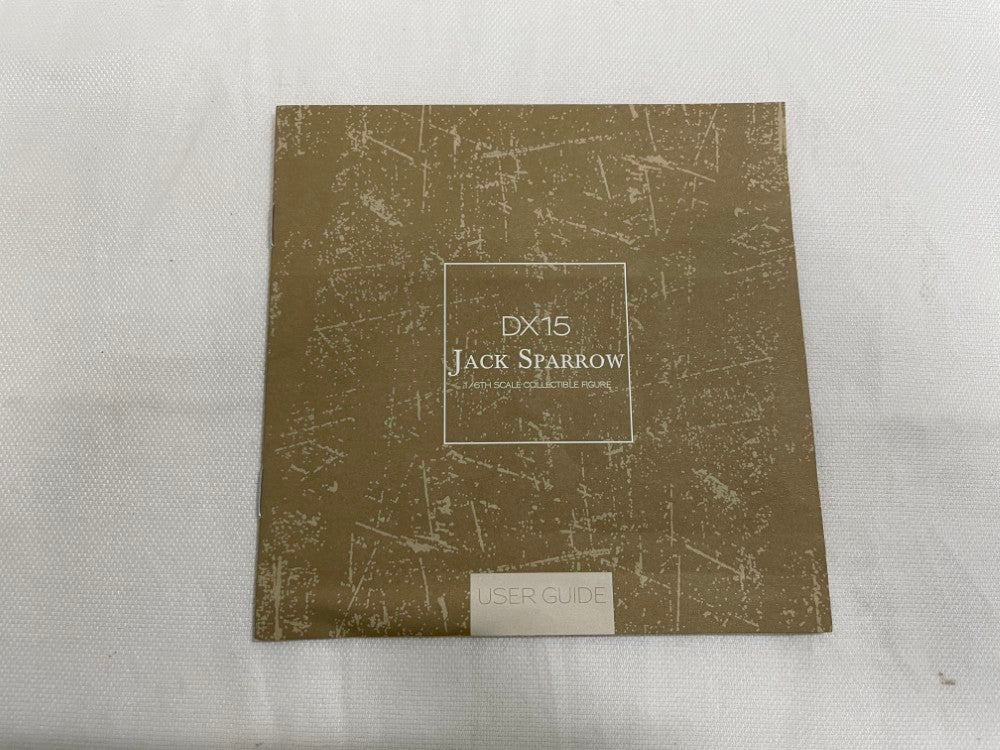 DX15
JACK SPARROW
1/6TH SCALE COLLECTIBLE FIGURE
USER GUIDE